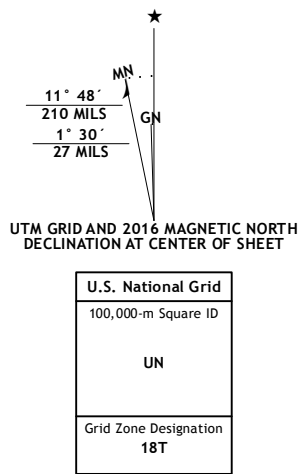 MN
11° 48´
210 MILS
GN
1° 30´
27 MILS
UTM GRID AND 2016 MAGNETIC NORTH
DECLINATION AT CENTER OF SHEET
U.S. National Grid
100,000-m Square ID
UN
Grid Zone Designation
18T